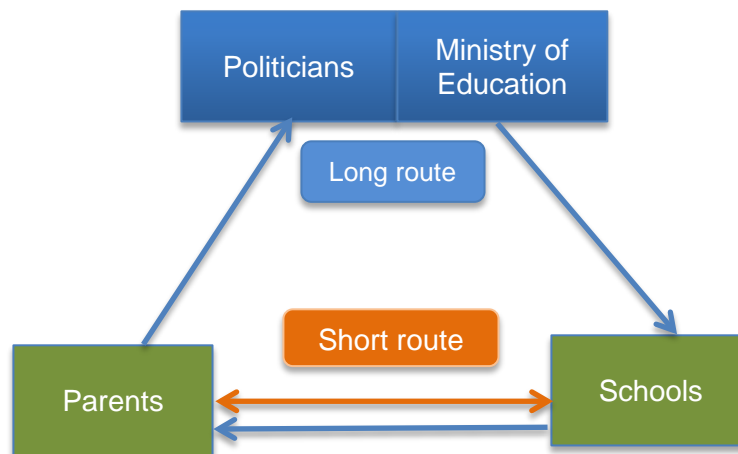 Politicians
Ministry of
Education
Long route
Short route
Parents
Schools